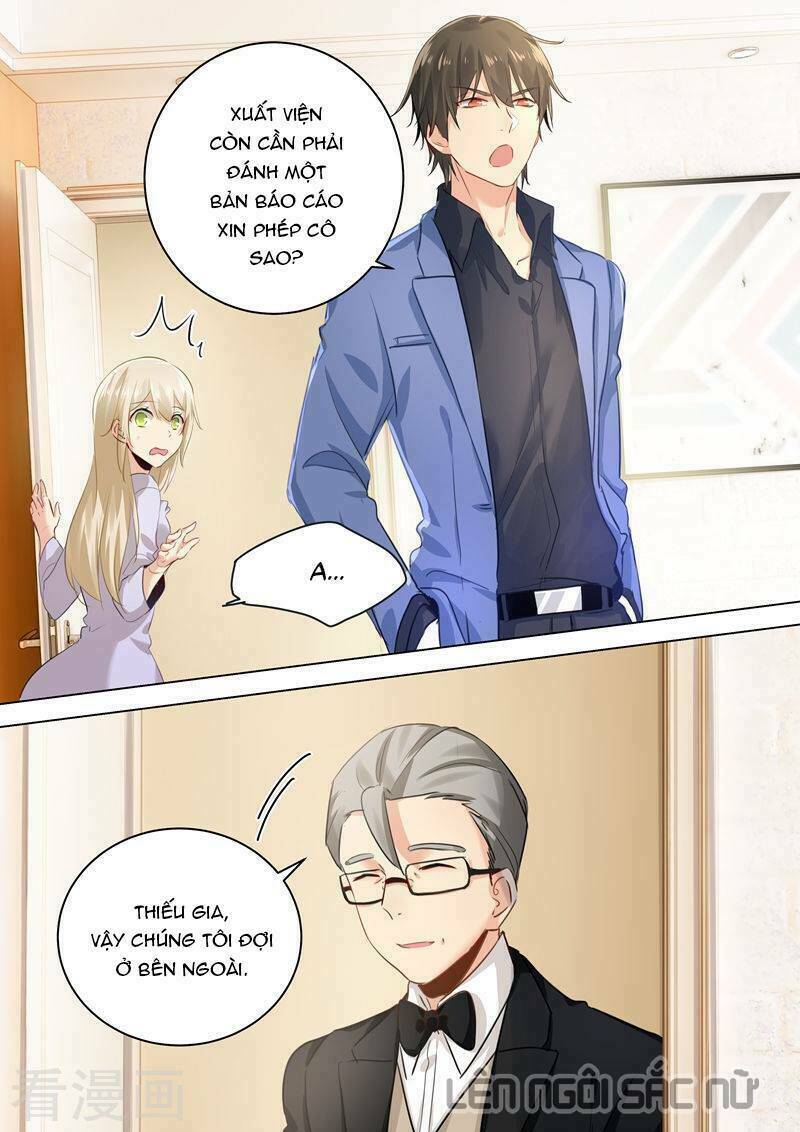 XUẤT VIỆN
CÒN CẦN PHẢI
ĐÁNH MỘT
BẢN BÁO CÁO
XIN PHÉP CÔ
SAO?
A...
THIẾU GIA,
VẬY CHÚNG TÔI ĐỢI
Ở BÊN NGOÀI.
看漫画
LÊN NGÔI SẮC NỮ